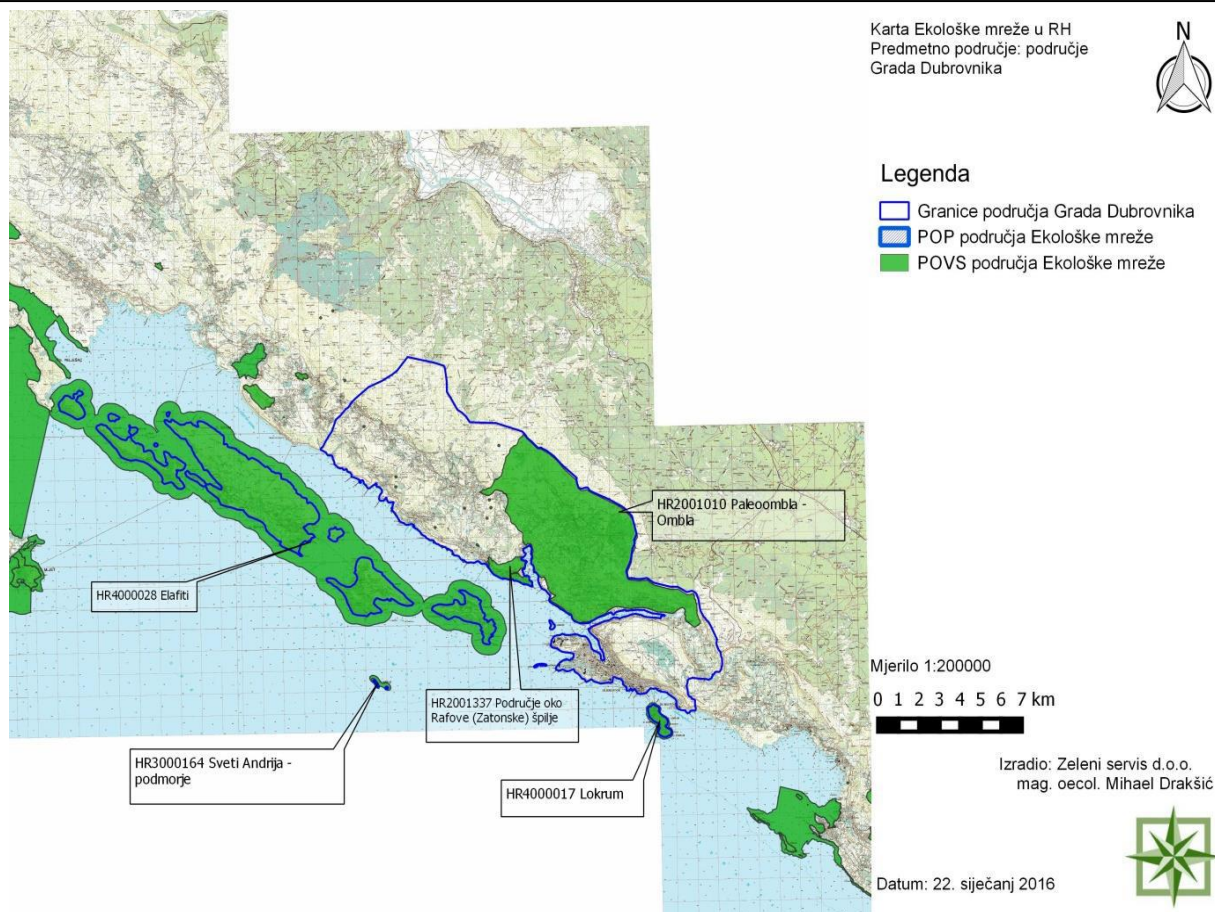 Karta Ekološke mreže u RH
Predmetno područje: područje
Grada Dubrovnika
N
Legenda
Granice područja Grada Dubrovnika
POP područja Ekološke mreže
POVS područja Ekološke mreže
HR2001010 Paleoombla -
Ombla
HR4000028 Elafiti
HR2001337 Područje oko
Rafove (Zatonske) špilje
HR3000164 Sveti Andrija -
podmorje
HR4000017 Lokrum
Mjerilo 1:200000
0 1 2 3 4 5 6 7 km
Izradio: Zeleni servis d.o.o.
mag. oecol. Mihael Drakšić
Datum: 22. siječanj 2016